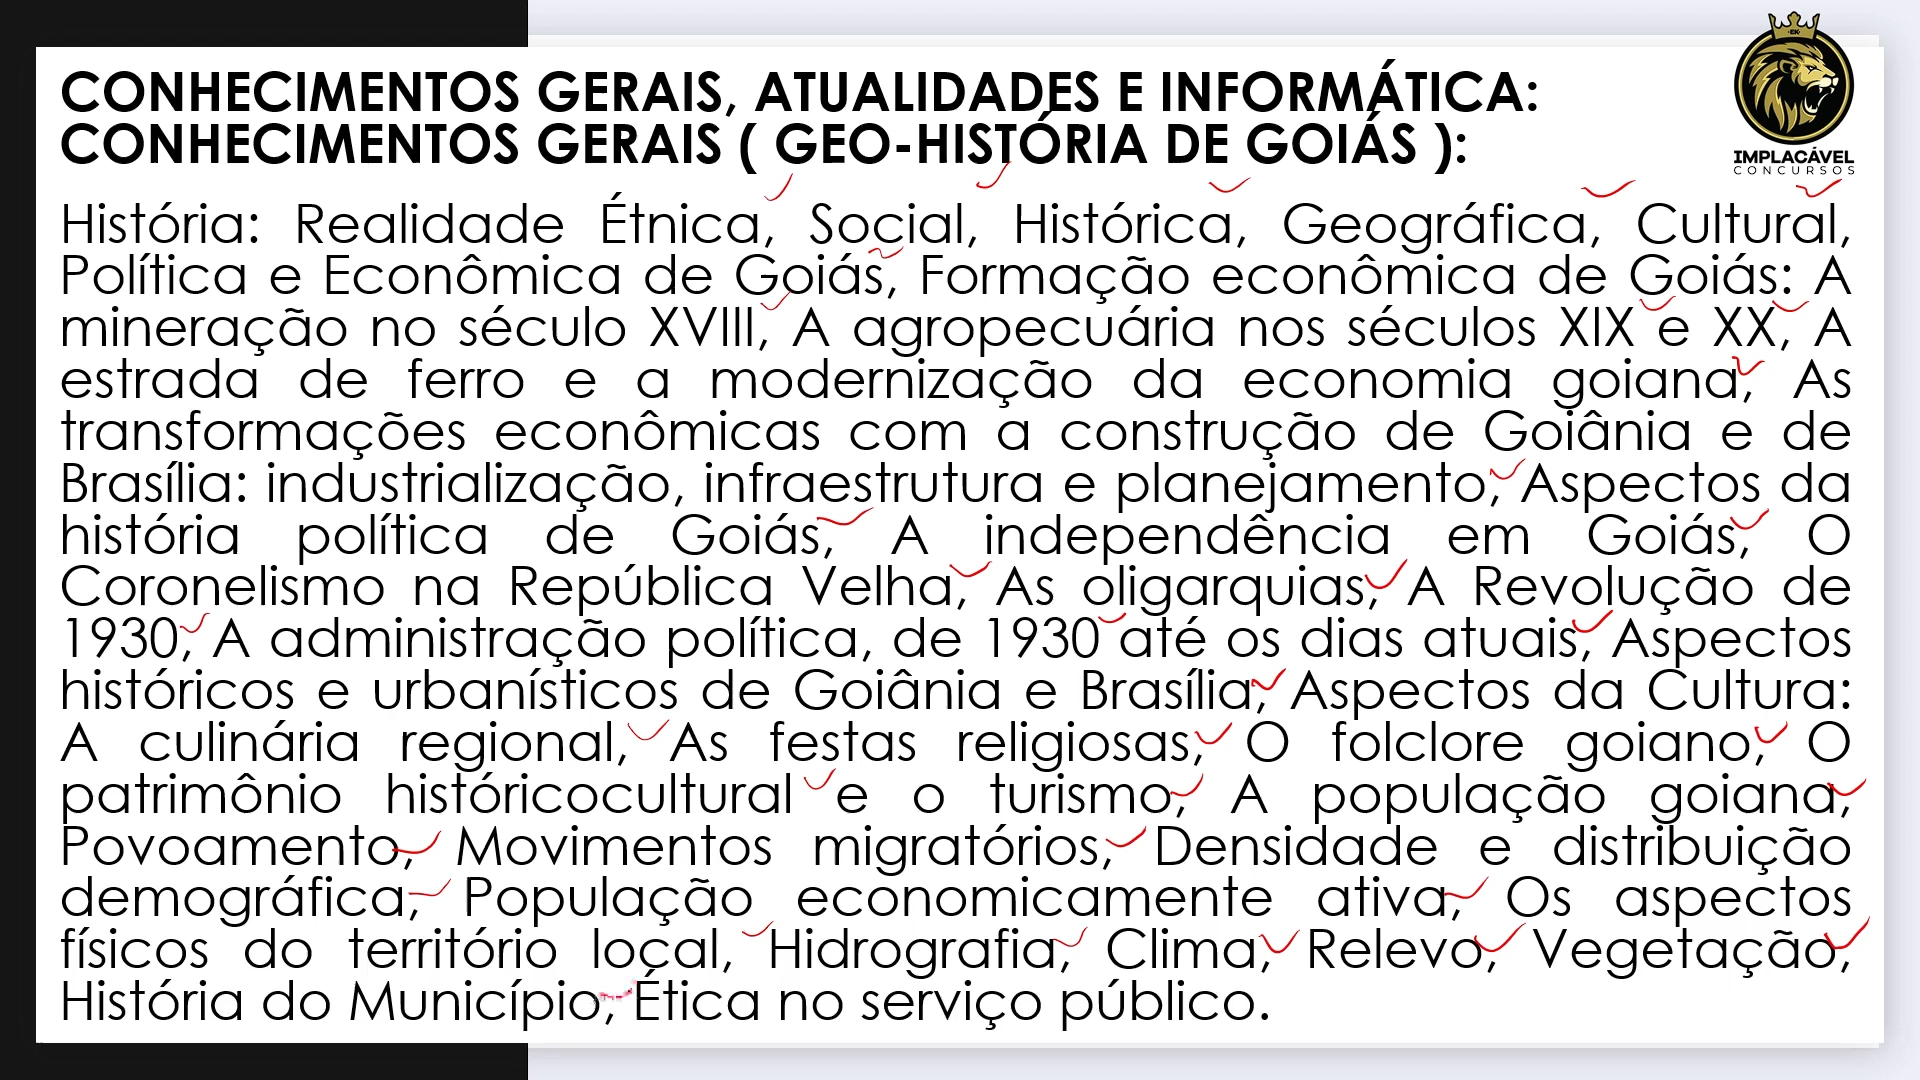 CONHECIMENTOS GERAIS, ATUALIDADES E INFORMÁTICA:
CONHECIMENTOS GERAIS ( GEO-HISTÓRIA DE GOIÁS ):
EK
IMPLACÁVEL
CONCURSOS
História: Realidade Étnica, Social, Histórica, Geográfica, Cultural,
Política e Econômica de Goiás, Formação econômica de Goiás: A
mineração no século XVIII, A agropecuária nos séculos XIX e XX, A
estrada de ferro e a modernização da economia goiana, As
transformações econômicas com a construção de Goiânia e de
Brasília: industrialização, infraestrutura e planejamento, Aspectos da
história política de Goiás, A independência em Goiás, O
Coronelismo na República Velha, As oligarquias, A Revolução de
1930, A administração política, de 1930 até os dias atuais, Aspectos
históricos e urbanísticos de Goiânia e Brasília, Aspectos da Cultura:
A culinária regional, As festas religiosas, O folclore goiano, O
patrimônio históricocultural e o turismo, A população goiana,
Povoamento, Movimentos migratórios, Densidade e distribuição
demográfica, População economicamente ativa, Os aspectos
físicos do território local, Hidrografia, Clima, Relevo, Vegetação,
História do Município, Ética no serviço público.